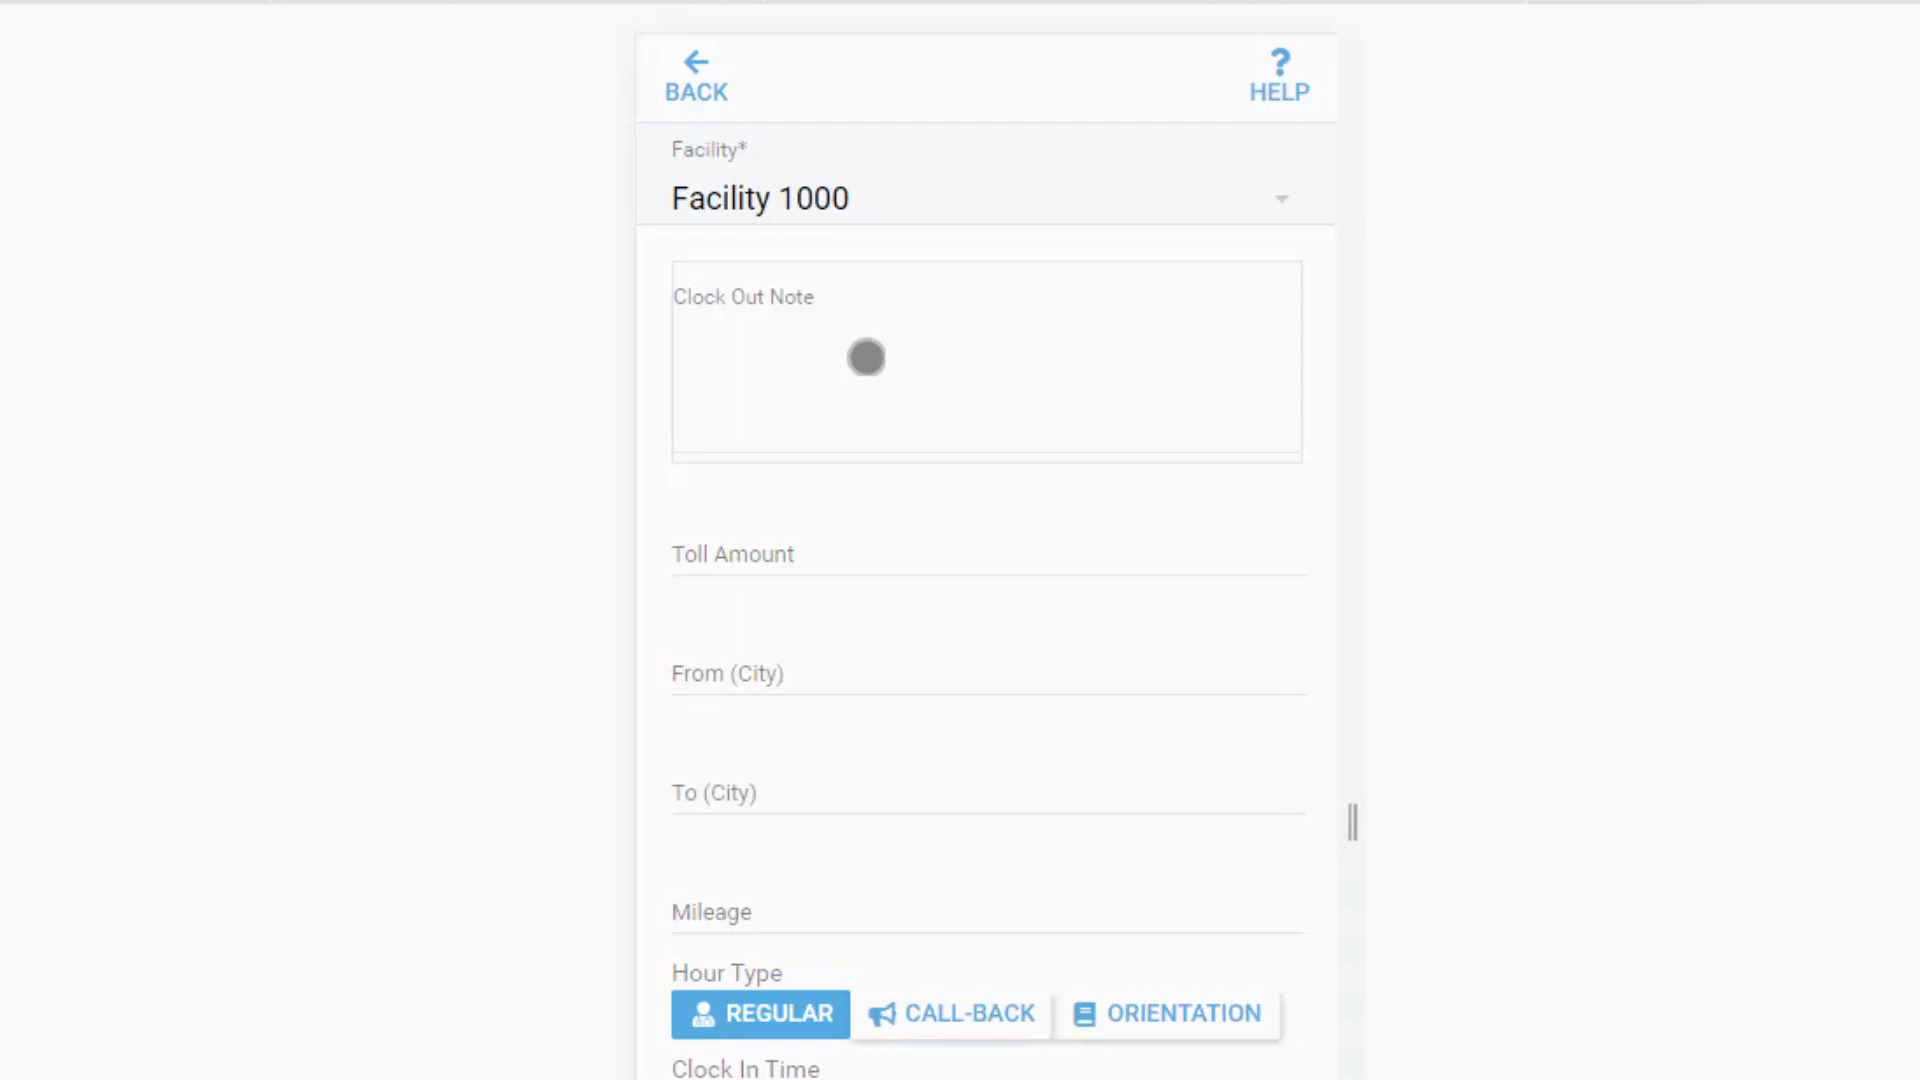 BACK
?
HELP
Facility*
Facility 1000
Clock Out Note
Toll Amount
From (City)
To (City)
Mileage
Hour Type
REGULAR CALL-BACK ORIENTATION
Clock In Time